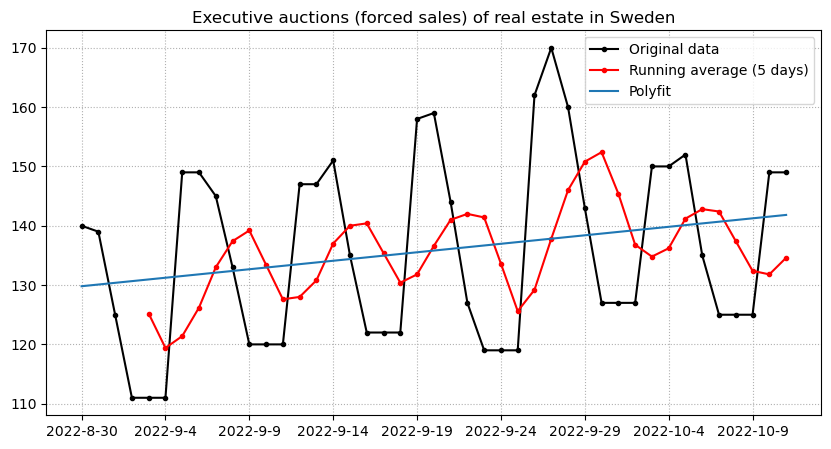 Executive auctions (forced sales) of real estate in Sweden
170
160
150
140
130
120
110
Original data
Running average (5 days)
Polyfit
2022-8-30 2022-9-4 2022-9-9 2022-9-14 2022-9-19 2022-9-24 2022-9-29 2022-10-4 2022-10-9